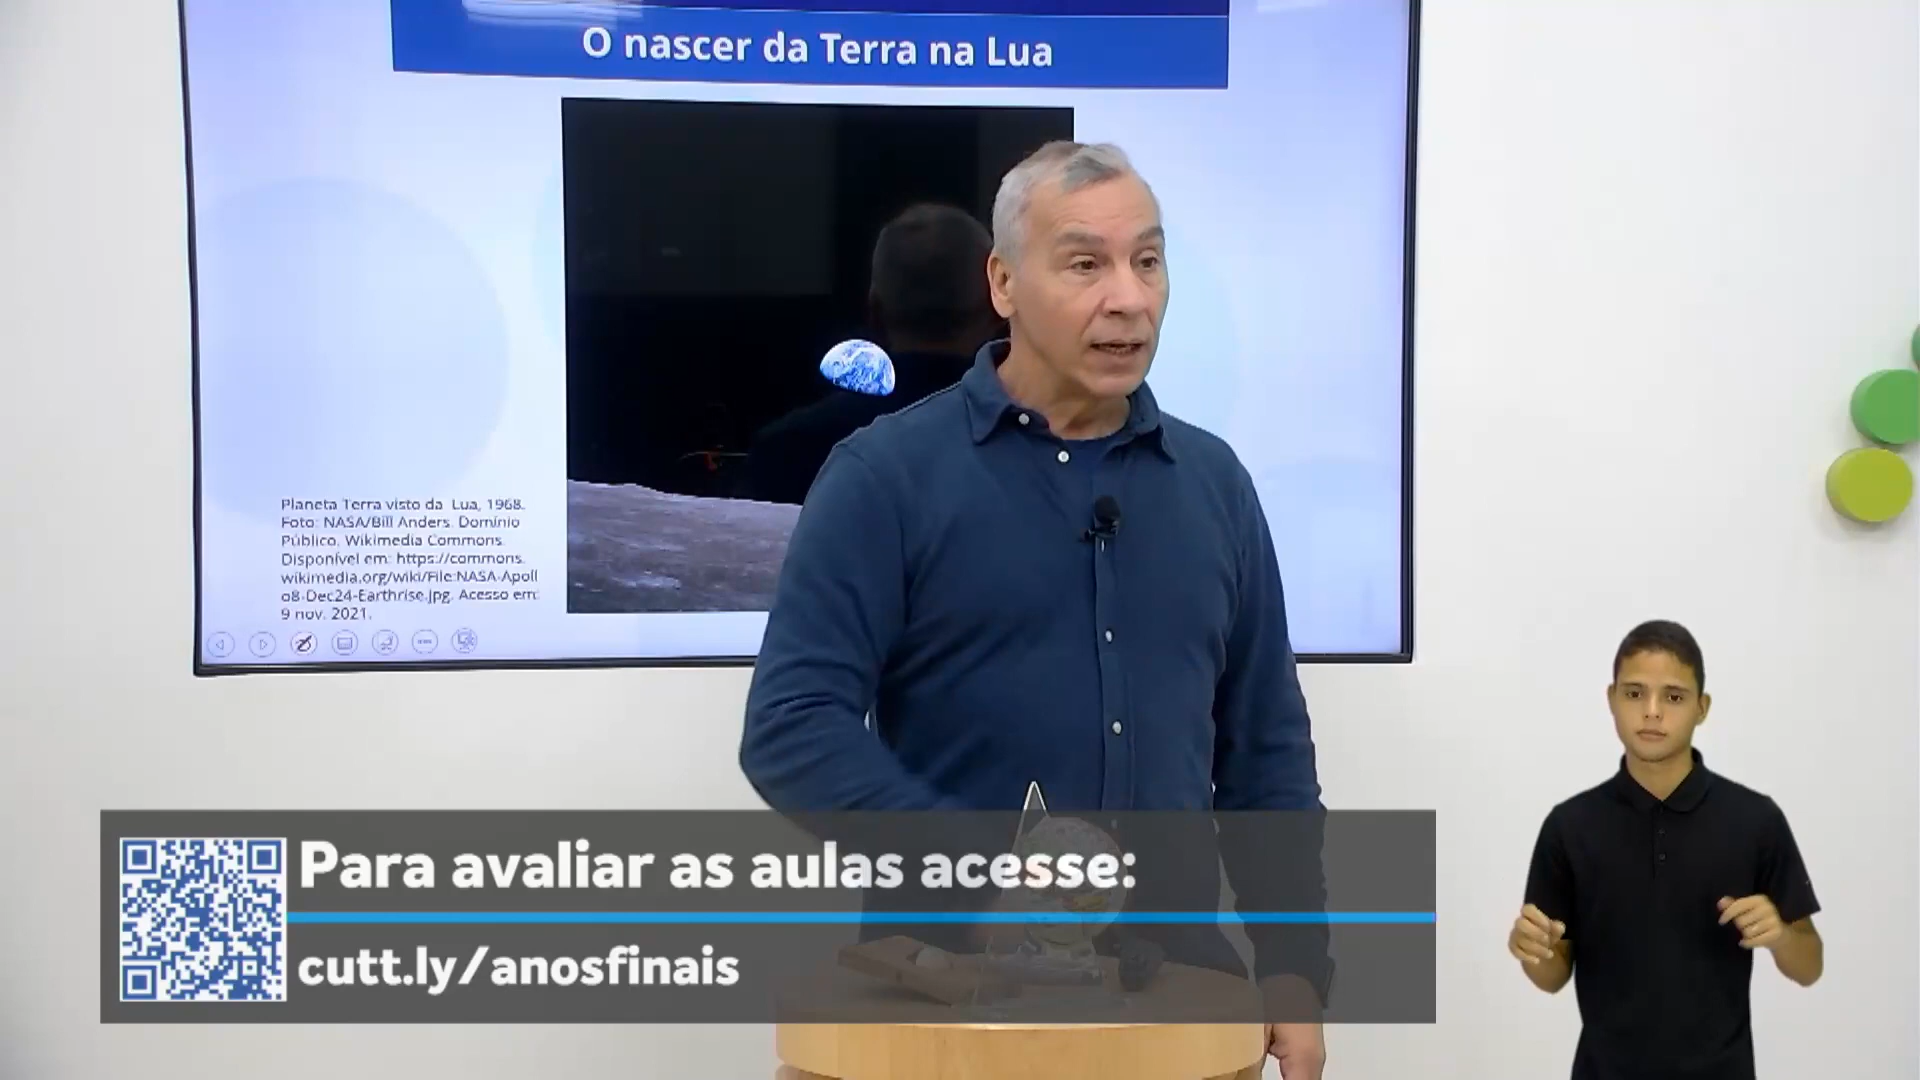 O nascer da Terra na Lua
Planeta Terra visto da Lua, 1968.
Foto: NASA/Bill Anders. Domínio
Público. Wikimedia Commons.
Disponível em: https://commons.
wikimedia.org/wiki/File:NASA-Apoll
o8-Dec24-Earthrise.jpg. Acesso em:
9 nov. 2021.
Para avaliar as aulas acesse:
cutt.ly/anosfinais